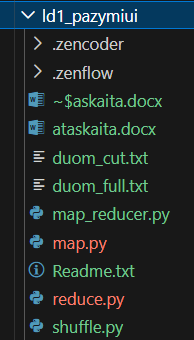 ld1_pazymiui
.zencoder
.zenflow
~$askaita.docx
ataskaita.docx
duom_cut.txt
duom_full.txt
map_reducer.py
map.py
Readme.txt
reduce.py
shuffle.py